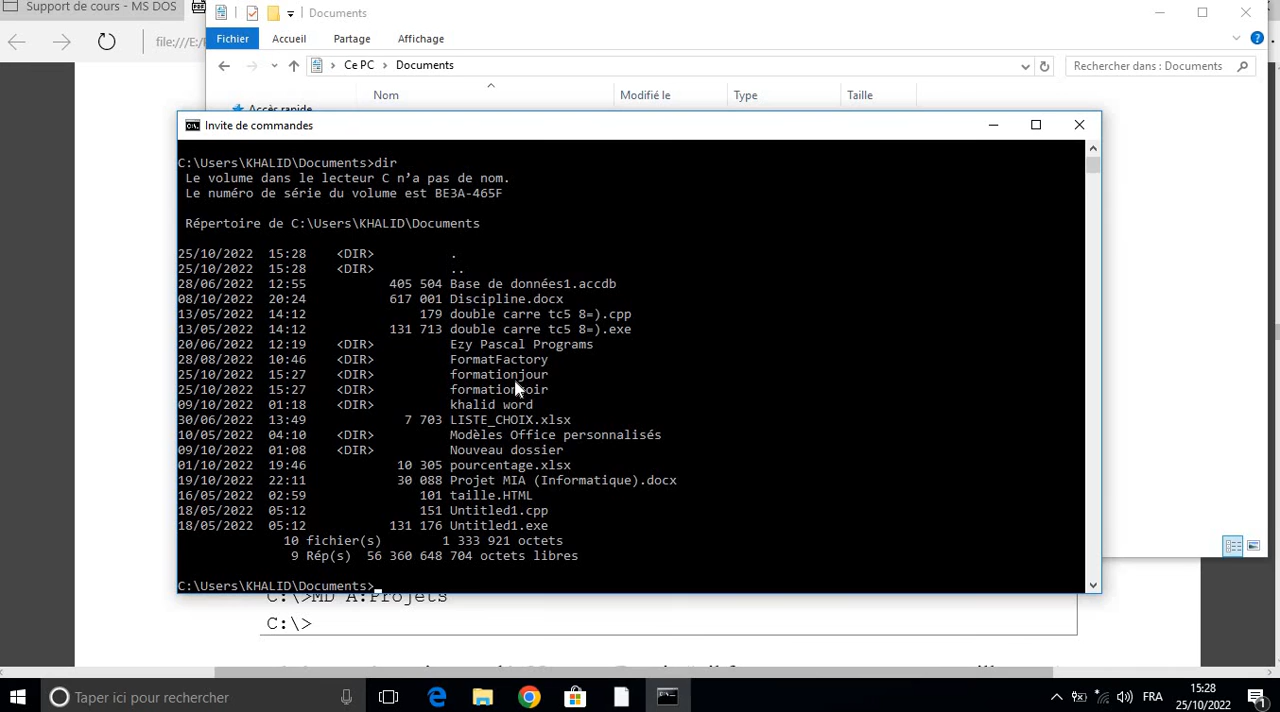 Support de cours - MS DOS
Documents
file:///E:/
Fichier Accueil Partage Affichage
Ce PC > Documents
Rechercher dans : Documents
Nom Modifié le Type Taille
Accès rapide
Invite de commandes
C:\Users\KHALID\Documents>dir
Le volume dans le lecteur C n’a pas de nom.
Le numéro de série du volume est BE3A-465F
Répertoire de C:\Users\KHALID\Documents
25/10/2022 15:28 <DIR> .
25/10/2022 15:28 <DIR> ..
28/06/2022 12:55 405 504 Base de données1.accdb
08/10/2022 20:24 617 001 Discipline.docx
13/05/2022 14:12 179 double carre tc5 8=).cpp
13/05/2022 14:12 131 713 double carre tc5 8=).exe
20/06/2022 12:19 <DIR> Ezy Pascal Programs
28/08/2022 10:46 <DIR> FormatFactory
25/10/2022 15:27 <DIR> formationjour
25/10/2022 15:27 <DIR> formationsoir
09/10/2022 01:18 <DIR> khalid word
30/06/2022 13:49 7 703 LISTE_CHOIX.xlsx
10/05/2022 04:10 <DIR> Modèles Office personnalisés
09/10/2022 01:08 <DIR> Nouveau dossier
01/10/2022 19:46 10 305 pourcentage.xlsx
19/10/2022 22:11 30 088 Projet MIA (Informatique).docx
16/05/2022 02:59 101 taille.HTML
18/05/2022 05:12 151 Untitled1.cpp
18/05/2022 05:12 131 176 Untitled1.exe
10 fichier(s) 1 333 921 octets
9 Rép(s) 56 360 648 704 octets libres
C:\Users\KHALID\Documents>
C:\>MD A:Projets
C:\>
Taper ici pour rechercher
FRA
15:28
25/10/2022
1